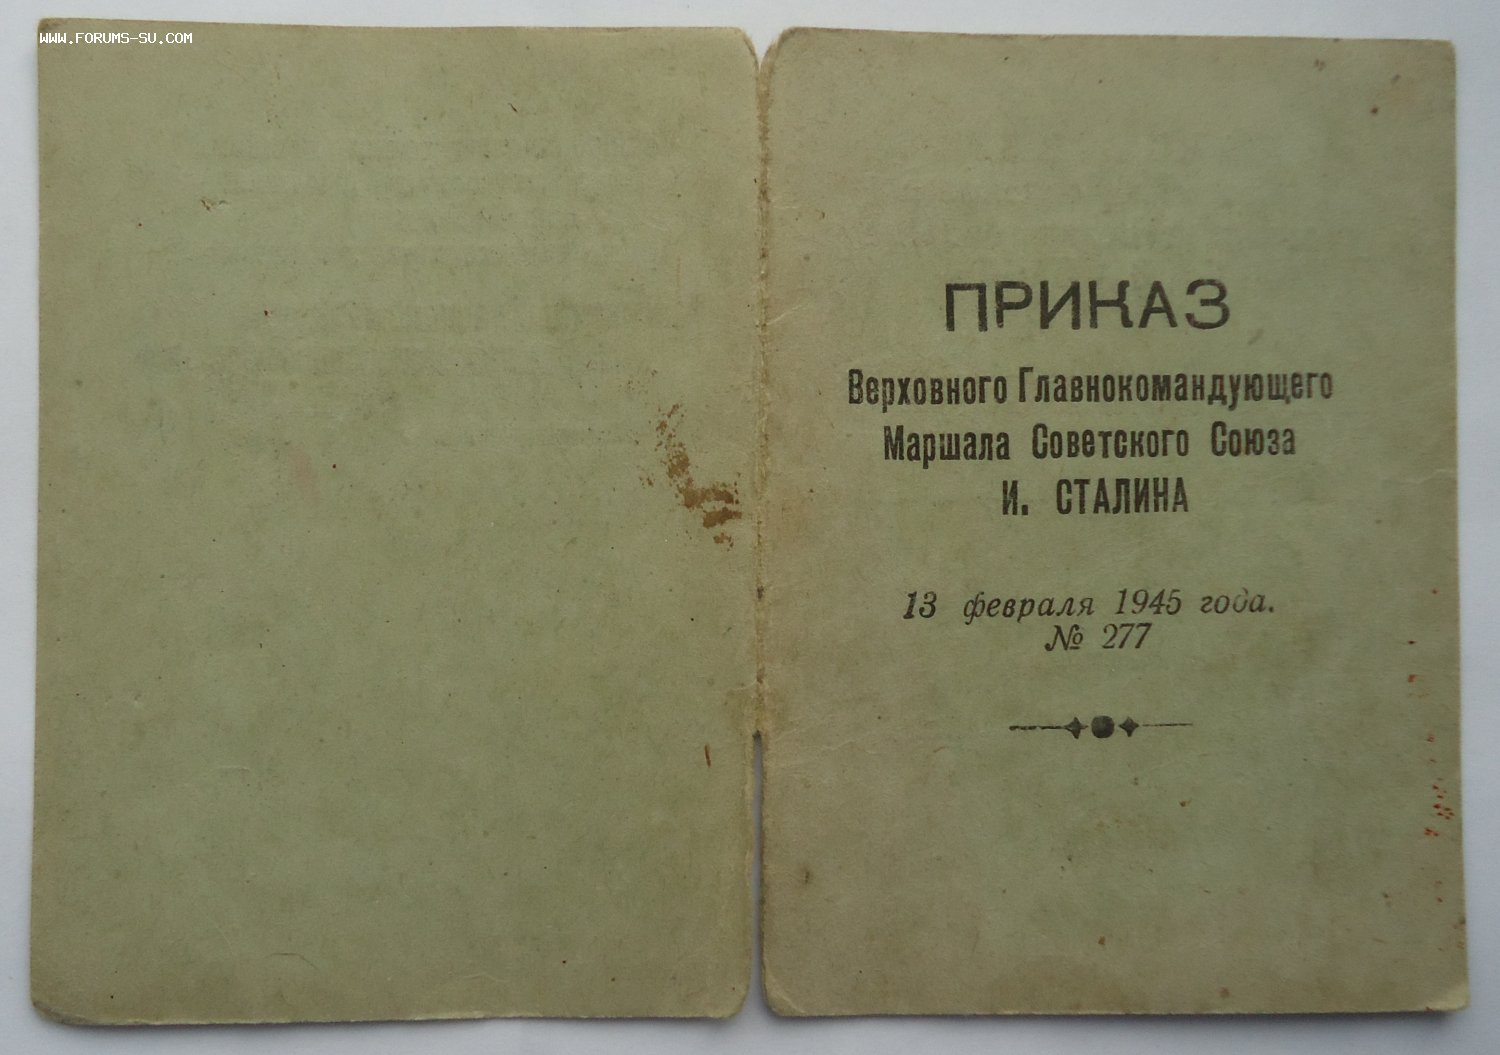 WWW.FORUMS-SU.COM
ПРИКАЗ
Верховного Главнокомандующего
Маршала Советского Союза
И. СТАЛИНА
13 февраля 1945 года.
№ 277